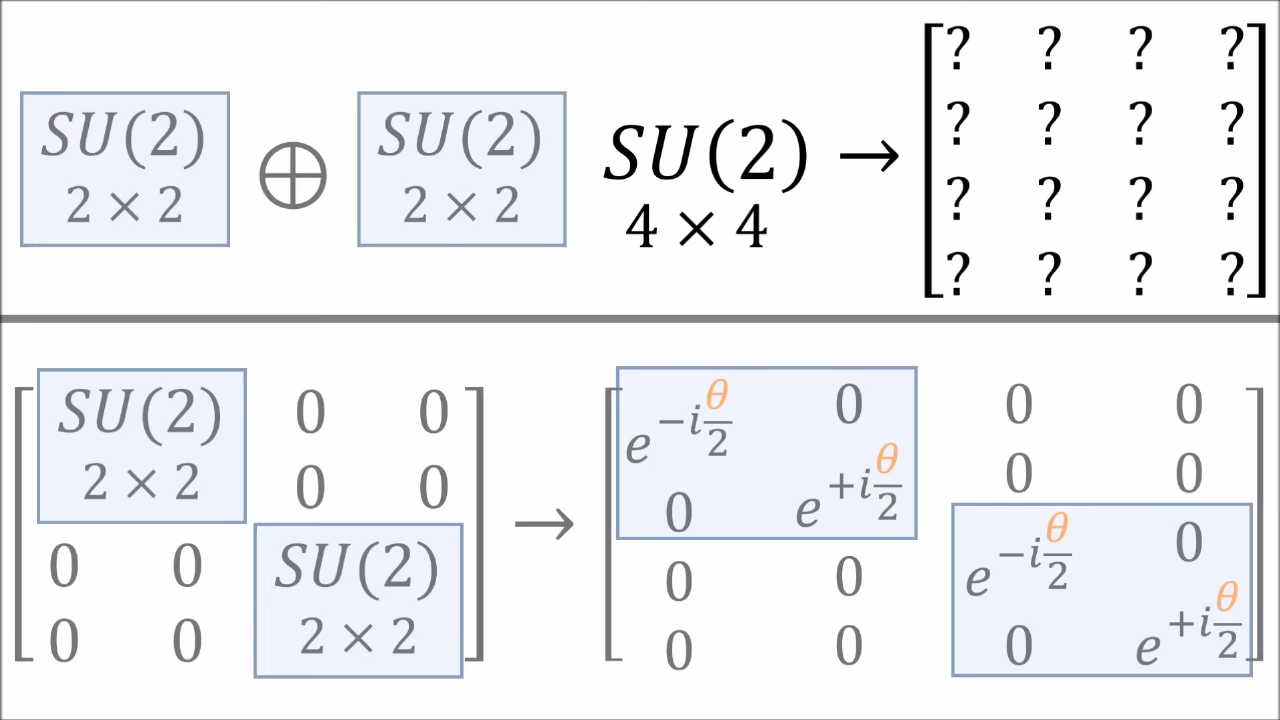 SU(2) ⊕ SU(2) SU(2) → [? ? ? ?
2 × 2 2 × 2 4 × 4 ? ? ? ?
? ? ? ?
? ? ? ?]
[SU(2) 0 0 → [e^{-iθ/2} 0 0 0
2 × 2 0 0 0 e^{+iθ/2} 0 0
0 0 SU(2) 0 0 e^{-iθ/2} 0
0 0 2 × 2] 0 0 0 e^{+iθ/2}]